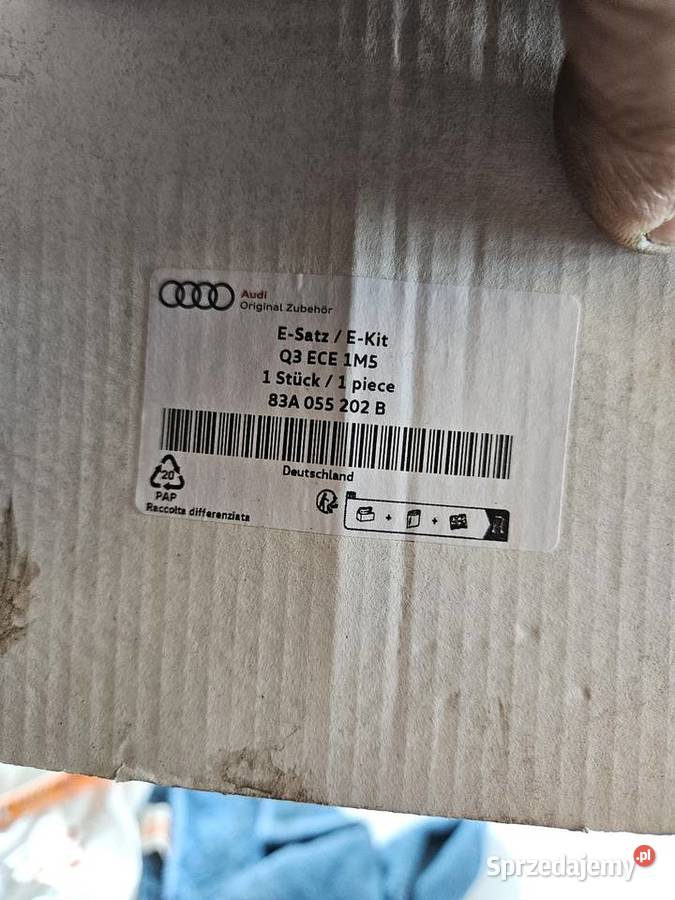 Audi
Original Zubehör
E-Satz / E-Kit
Q3 ECE 1M5
1 Stück / 1 piece
83A 055 202 B
Deutschland
20
PAP
Raccolta differenziata
Sprzedajemy.pl